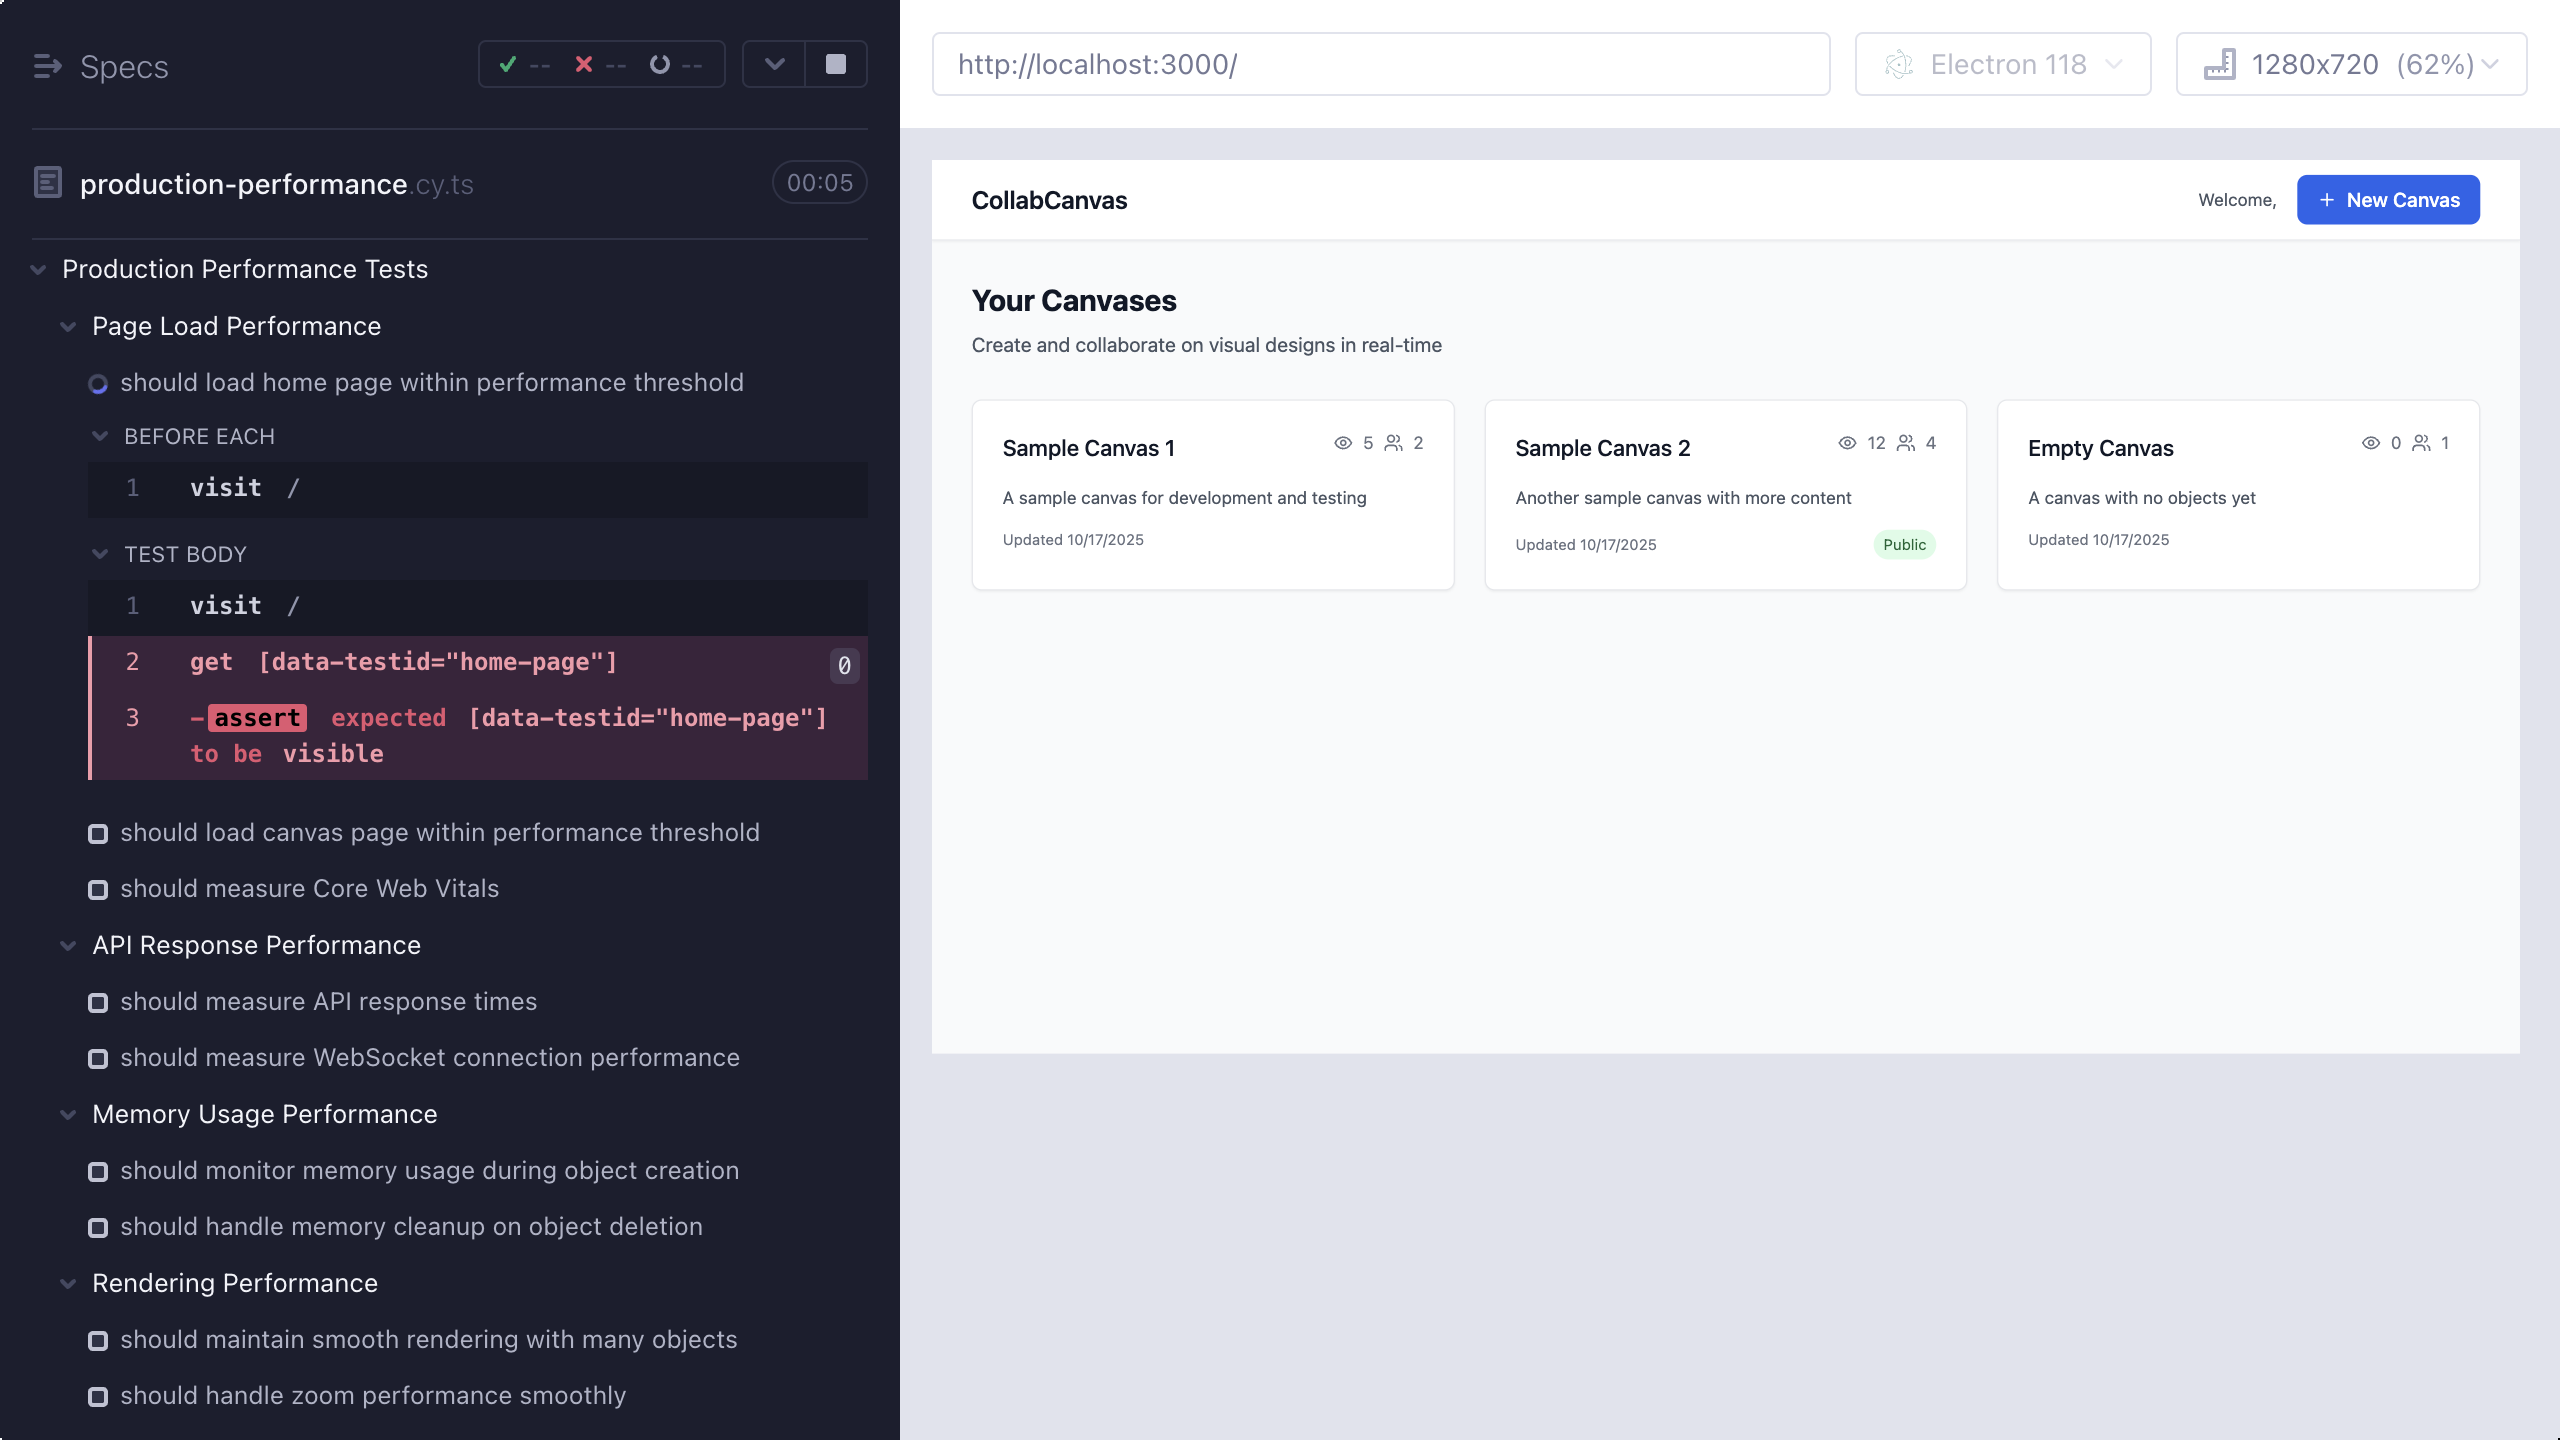 Specs
-- -- --
production-performance.cy.ts
00:05
Production Performance Tests
Page Load Performance
should load home page within performance threshold
BEFORE EACH
1 visit /
TEST BODY
1 visit /
2 get [data-testid="home-page"] 0
3 -assert expected [data-testid="home-page"]
to be visible
should load canvas page within performance threshold
should measure Core Web Vitals
API Response Performance
should measure API response times
should measure WebSocket connection performance
Memory Usage Performance
should monitor memory usage during object creation
should handle memory cleanup on object deletion
Rendering Performance
should maintain smooth rendering with many objects
should handle zoom performance smoothly
http://localhost:3000/
Electron 118
1280x720 (62%)
CollabCanvas
Welcome,
+ New Canvas
Your Canvases
Create and collaborate on visual designs in real-time
Sample Canvas 1
5 2
A sample canvas for development and testing
Updated 10/17/2025
Sample Canvas 2
12 4
Another sample canvas with more content
Updated 10/17/2025
Public
Empty Canvas
0 1
A canvas with no objects yet
Updated 10/17/2025